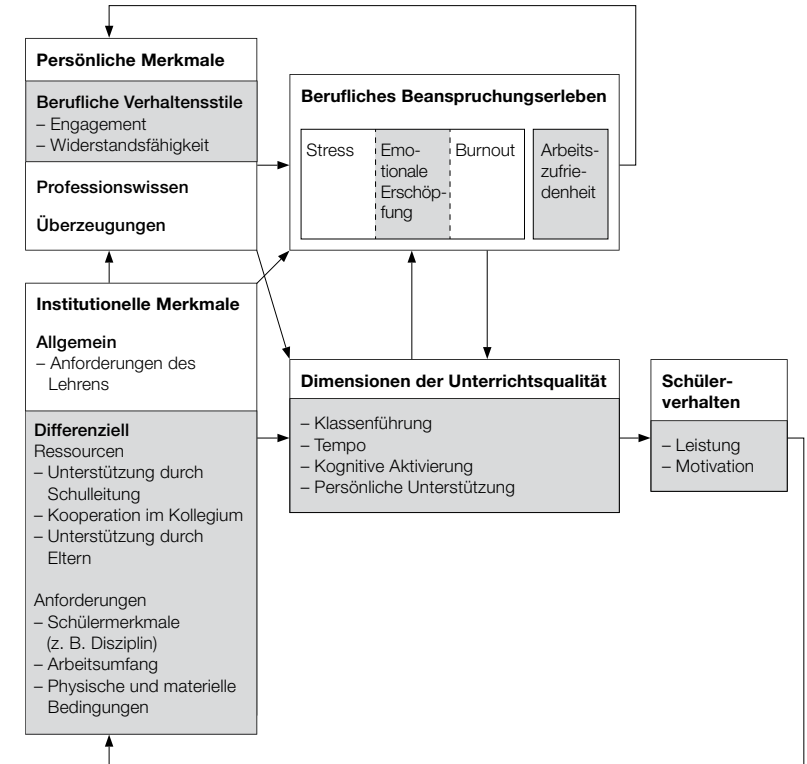 Persönliche Merkmale
Berufliche Verhaltensstile
– Engagement
– Widerstandsfähigkeit
Professionswissen
Überzeugungen
Berufliches Beanspruchungserleben
Stress
Emo-
tionale
Erschöp-
fung
Burnout
Arbeits-
zufrie-
denheit
Institutionelle Merkmale
Allgemein
– Anforderungen des
Lehrens
Differenziell
Ressourcen
– Unterstützung durch
Schulleitung
– Kooperation im Kollegium
– Unterstützung durch
Eltern
Anforderungen
– Schülermerkmale
(z. B. Disziplin)
– Arbeitsumfang
– Physische und materielle
Bedingungen
Dimensionen der Unterrichtsqualität
– Klassenführung
– Tempo
– Kognitive Aktivierung
– Persönliche Unterstützung
Schüler-
verhalten
– Leistung
– Motivation